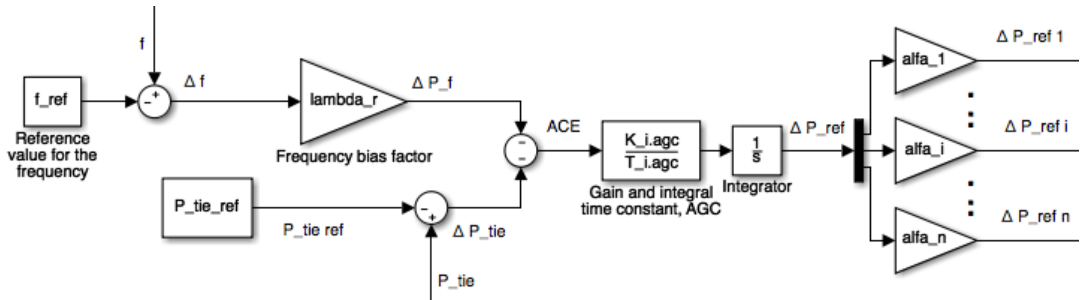 f
f_ref
Reference
value for the
frequency
- +
Δ f
lambda_r
Frequency bias factor
Δ P_f
P_tie_ref
P_tie ref
- +
Δ P_tie
P_tie
-
-
ACE
K_i.agc
T_i.agc
Gain and integral
time constant, AGC
1
s
Integrator
Δ P_ref
alfa_1
Δ P_ref 1
alfa_i
Δ P_ref i
alfa_n
Δ P_ref n